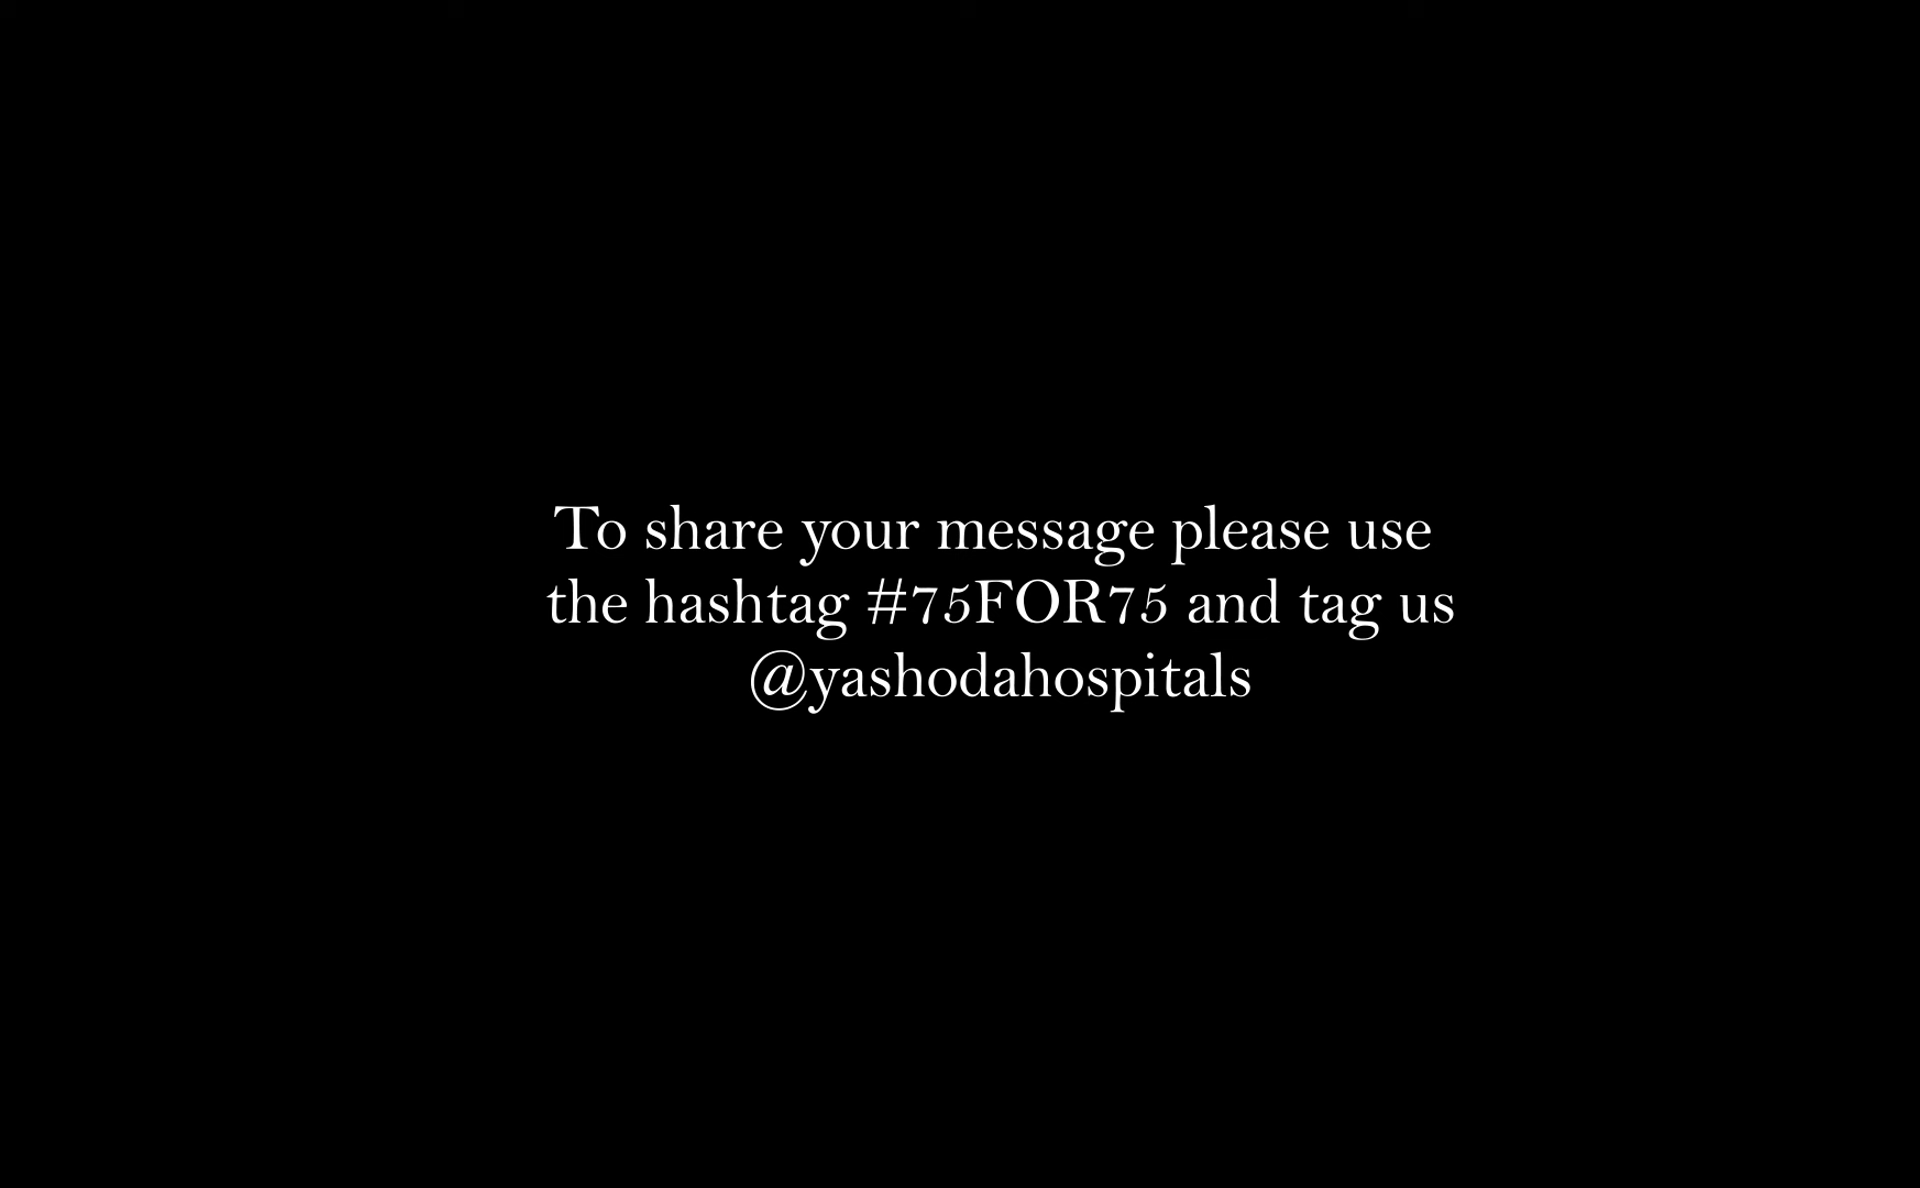 To share your message please use
the hashtag #75FOR75 and tag us
@yashodahospitals